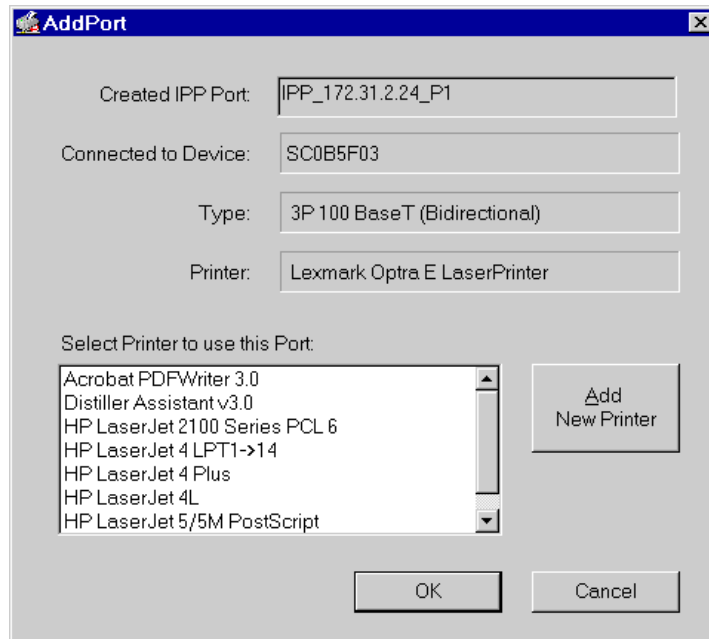 AddPort
Created IPP Port: IPP_172.31.2.24_P1
Connected to Device: SC0B5F03
Type: 3P 100 BaseT (Bidirectional)
Printer: Lexmark Optra E LaserPrinter
Select Printer to use this Port:
Acrobat PDFWriter 3.0
Distiller Assistant v3.0
HP LaserJet 2100 Series PCL 6
HP LaserJet 4 LPT1->14
HP LaserJet 4 Plus
HP LaserJet 4L
HP LaserJet 5/5M PostScript
Add
New Printer
OK Cancel